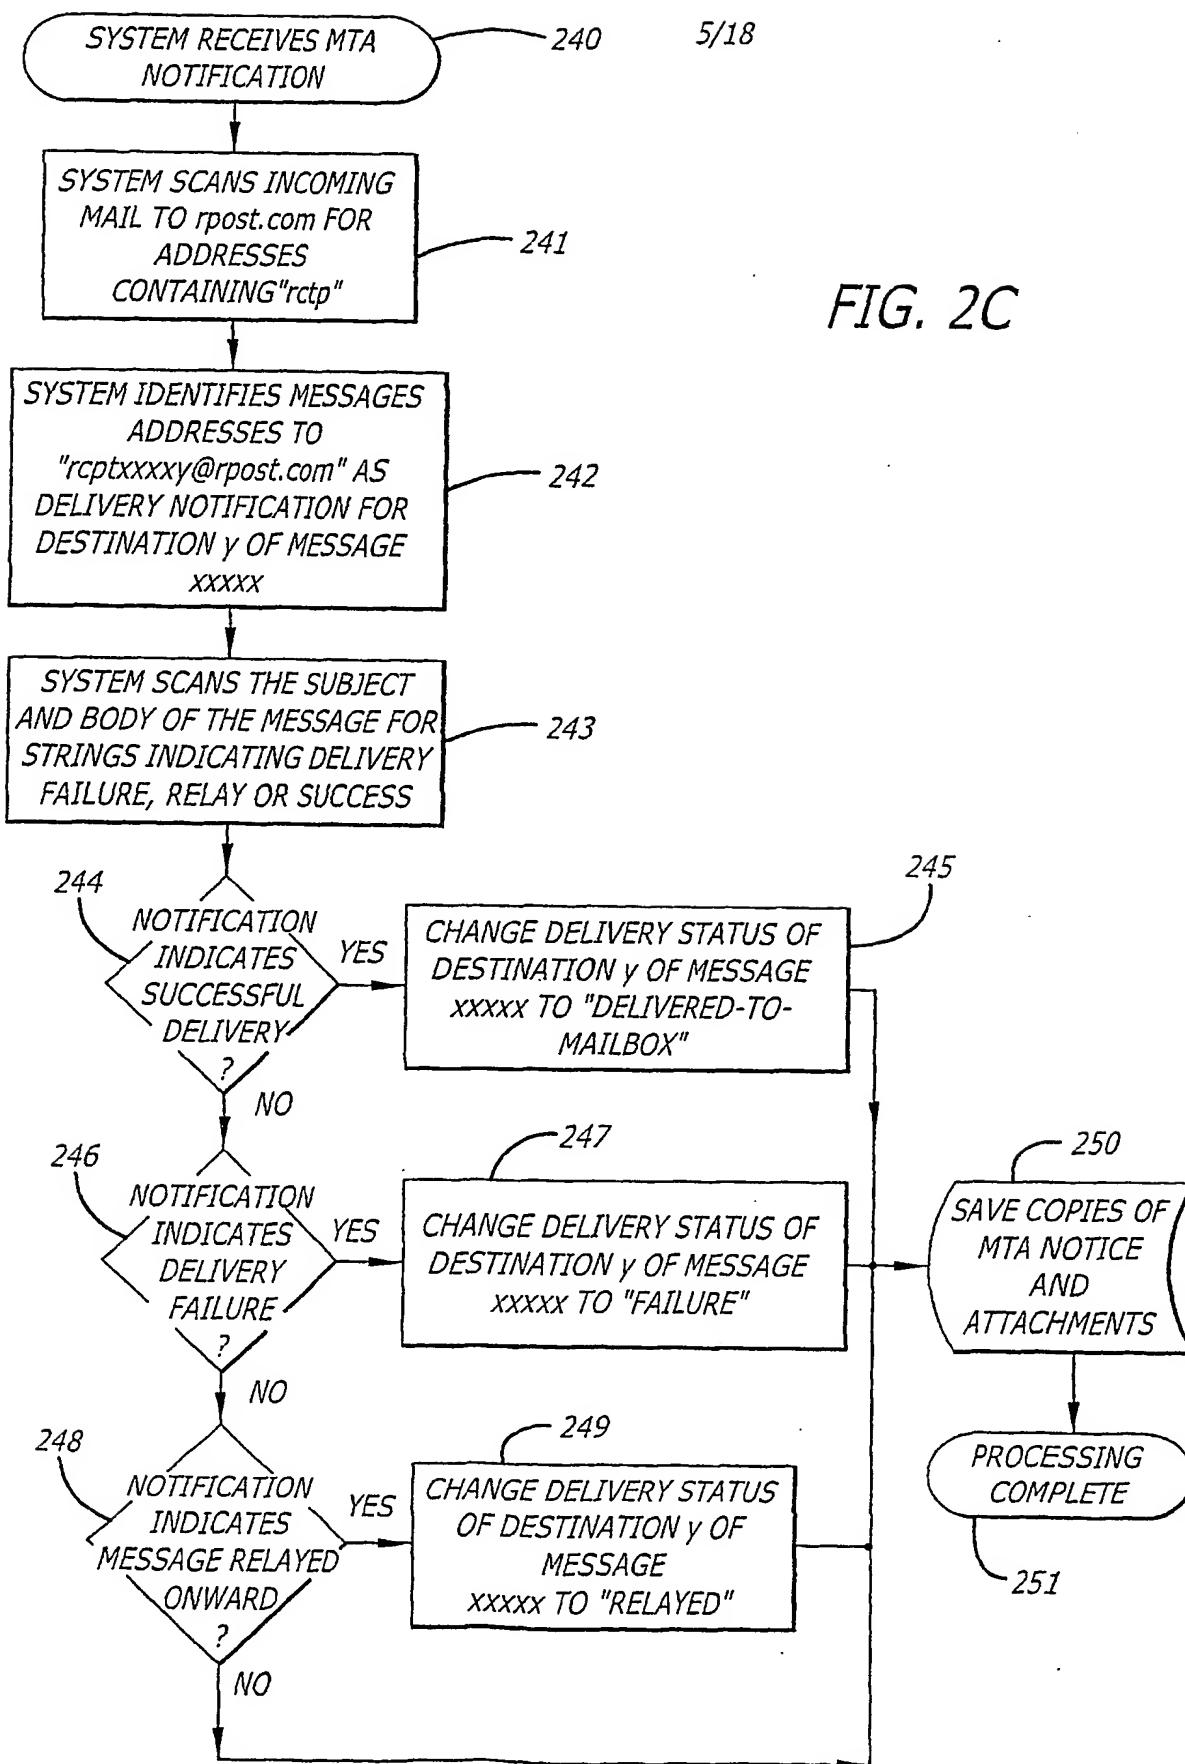 SYSTEM RECEIVES MTA
NOTIFICATION
240
5/18
SYSTEM SCANS INCOMING
MAIL TO rpost.com FOR
ADDRESSES
CONTAINING"rctp"
241
FIG. 2C
SYSTEM IDENTIFIES MESSAGES
ADDRESSES TO
"rcptxxxxy@rpost.com" AS
DELIVERY NOTIFICATION FOR
DESTINATION y OF MESSAGE
xxxxx
242
SYSTEM SCANS THE SUBJECT
AND BODY OF THE MESSAGE FOR
STRINGS INDICATING DELIVERY
FAILURE, RELAY OR SUCCESS
243
244
NOTIFICATION
INDICATES
SUCCESSFUL
DELIVERY
?
YES
NO
CHANGE DELIVERY STATUS OF
DESTINATION y OF MESSAGE
xxxxx TO "DELIVERED-TO-
MAILBOX"
245
246
NOTIFICATION
INDICATES
DELIVERY
FAILURE
?
YES
NO
247
CHANGE DELIVERY STATUS OF
DESTINATION y OF MESSAGE
xxxxx TO "FAILURE"
250
SAVE COPIES OF
MTA NOTICE
AND
ATTACHMENTS
248
NOTIFICATION
INDICATES
MESSAGE RELAYED
ONWARD
?
YES
NO
249
CHANGE DELIVERY STATUS
OF DESTINATION y OF
MESSAGE
xxxxx TO "RELAYED"
PROCESSING
COMPLETE
251